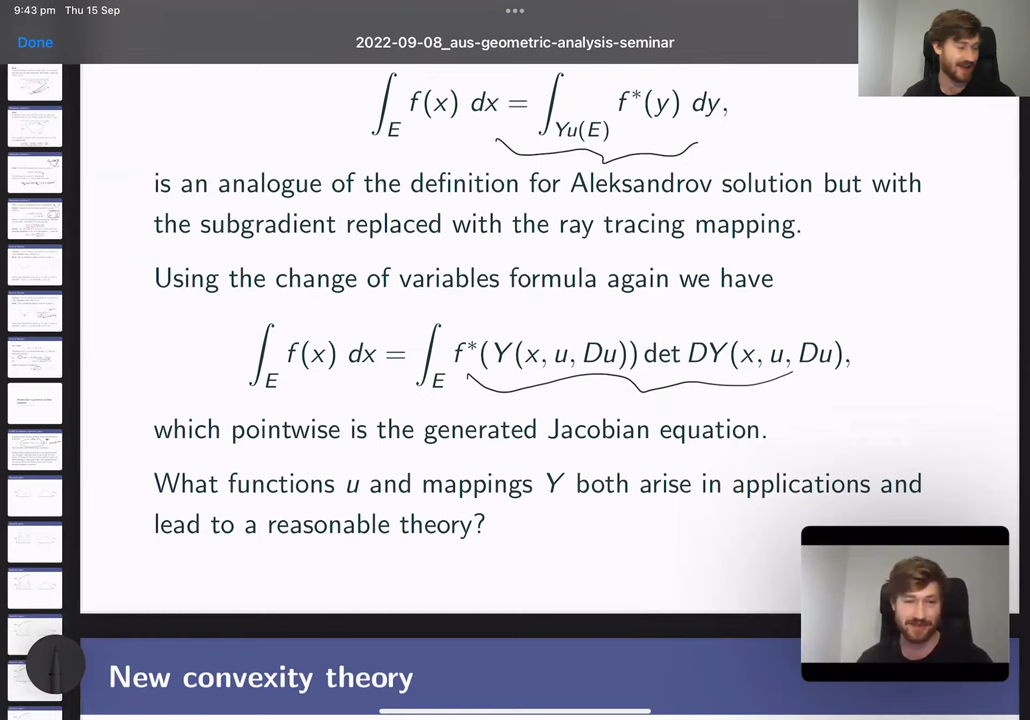 9:43 pm Thu 15 Sep
Done
2022-09-08_aus-geometric-analysis-seminar
∫_E f(x) dx = ∫_{Yu(E)} f*(y) dy,
is an analogue of the definition for Aleksandrov solution but with
the subgradient replaced with the ray tracing mapping.
Using the change of variables formula again we have
∫_E f(x) dx = ∫_E f*(Y(x, u, Du)) det DY(x, u, Du),
which pointwise is the generated Jacobian equation.
What functions u and mappings Y both arise in applications and
lead to a reasonable theory?
New convexity theory